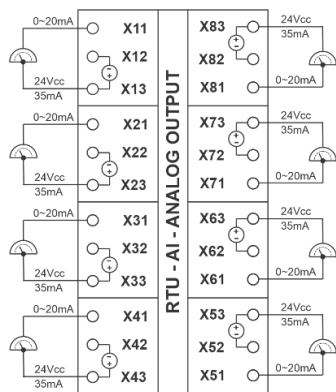 0~20mA
X11
X12
24Vcc
X13
35mA
0~20mA
X21
X22
24Vcc
X23
35mA
0~20mA
X31
X32
24Vcc
X33
35mA
0~20mA
X41
X42
24Vcc
X43
35mA
RTU - AI - ANALOG OUTPUT
24Vcc
X83
35mA
X82
X81
0~20mA
24Vcc
X73
35mA
X72
X71
0~20mA
24Vcc
X63
35mA
X62
X61
0~20mA
24Vcc
X53
35mA
X52
X51
0~20mA